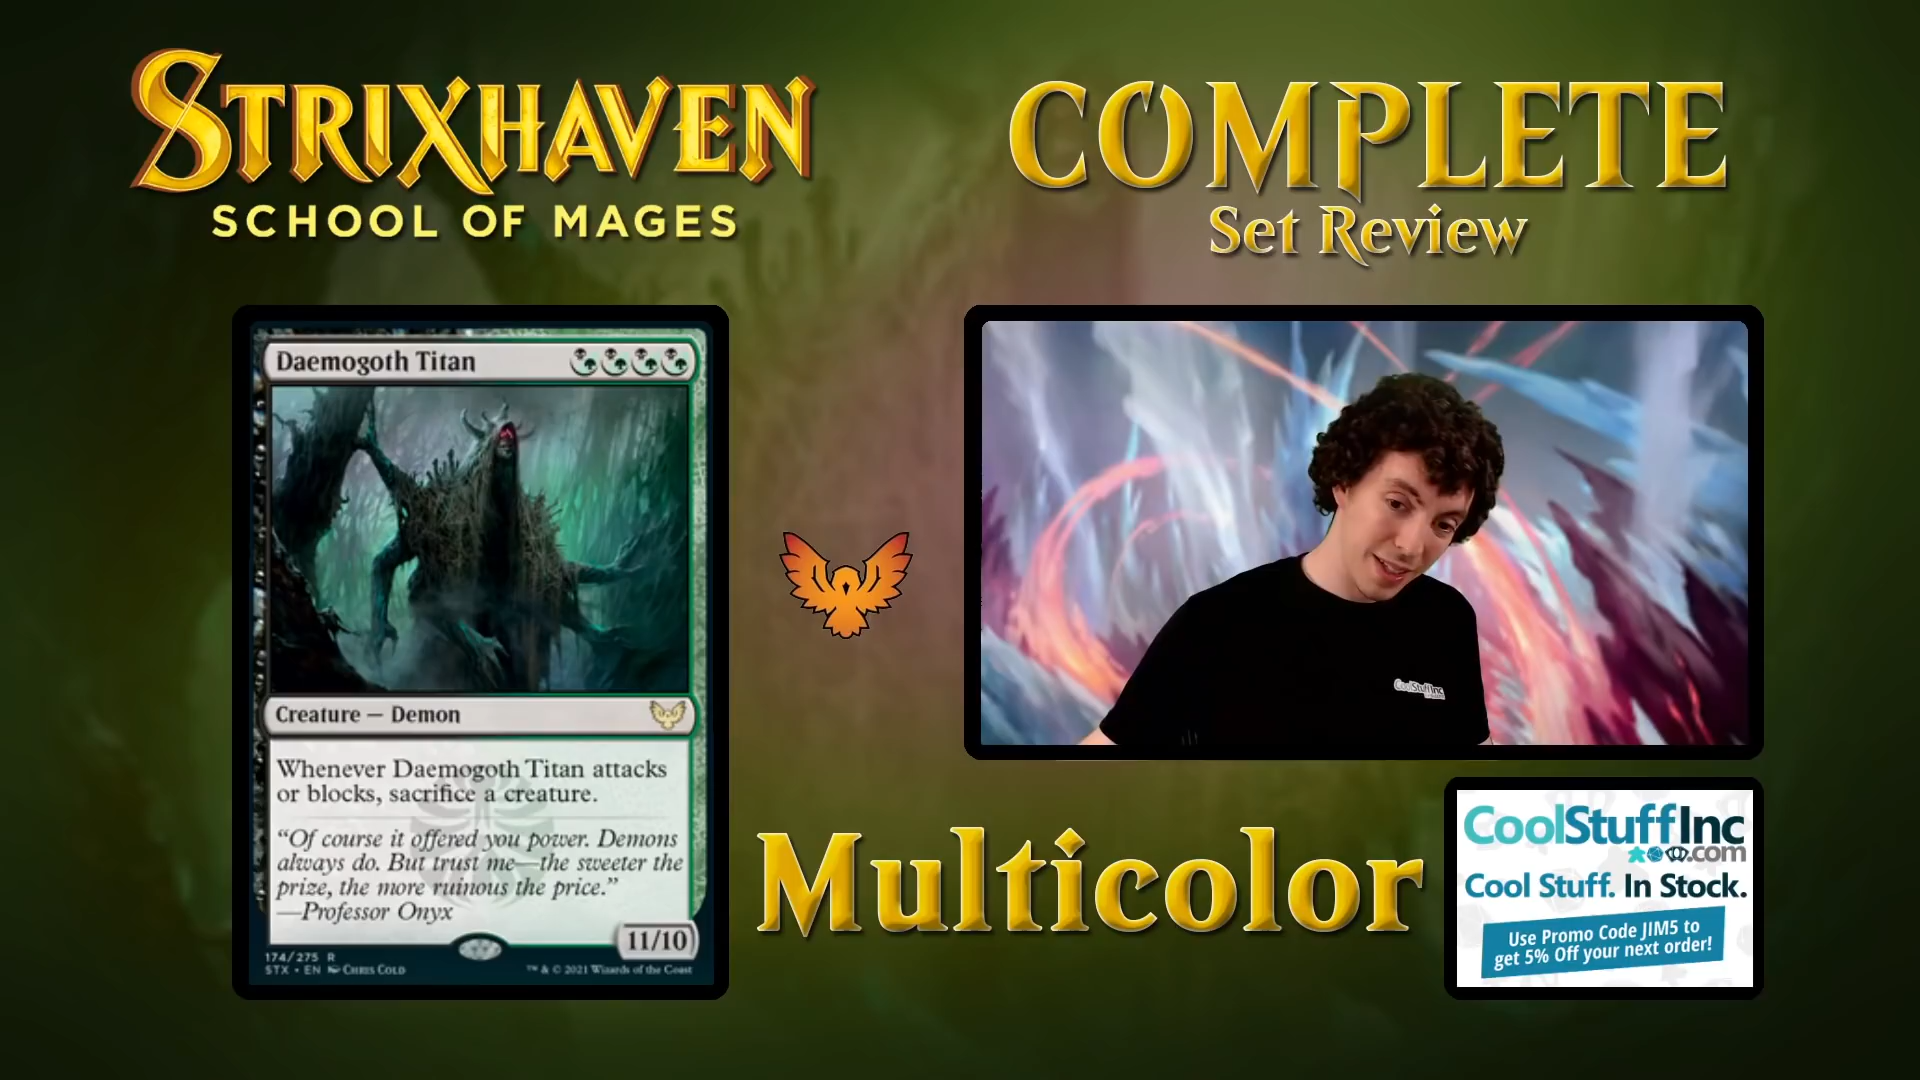 STRIXHAVEN
SCHOOL OF MAGES
COMPLETE
Set Review
Daemogoth Titan
Creature — Demon
Whenever Daemogoth Titan attacks
or blocks, sacrifice a creature.
“Of course it offered you power. Demons
always do. But trust me—the sweeter the
prize, the more ruinous the price.”
—Professor Onyx
11/10
174/275 R
STX • EN Chris Cold
™ & © 2021 Wizards of the Coast
CoolStuffInc
Multicolor
CoolStuffInc
.com
Cool Stuff. In Stock.
Use Promo Code JIM5 to
get 5% Off your next order!